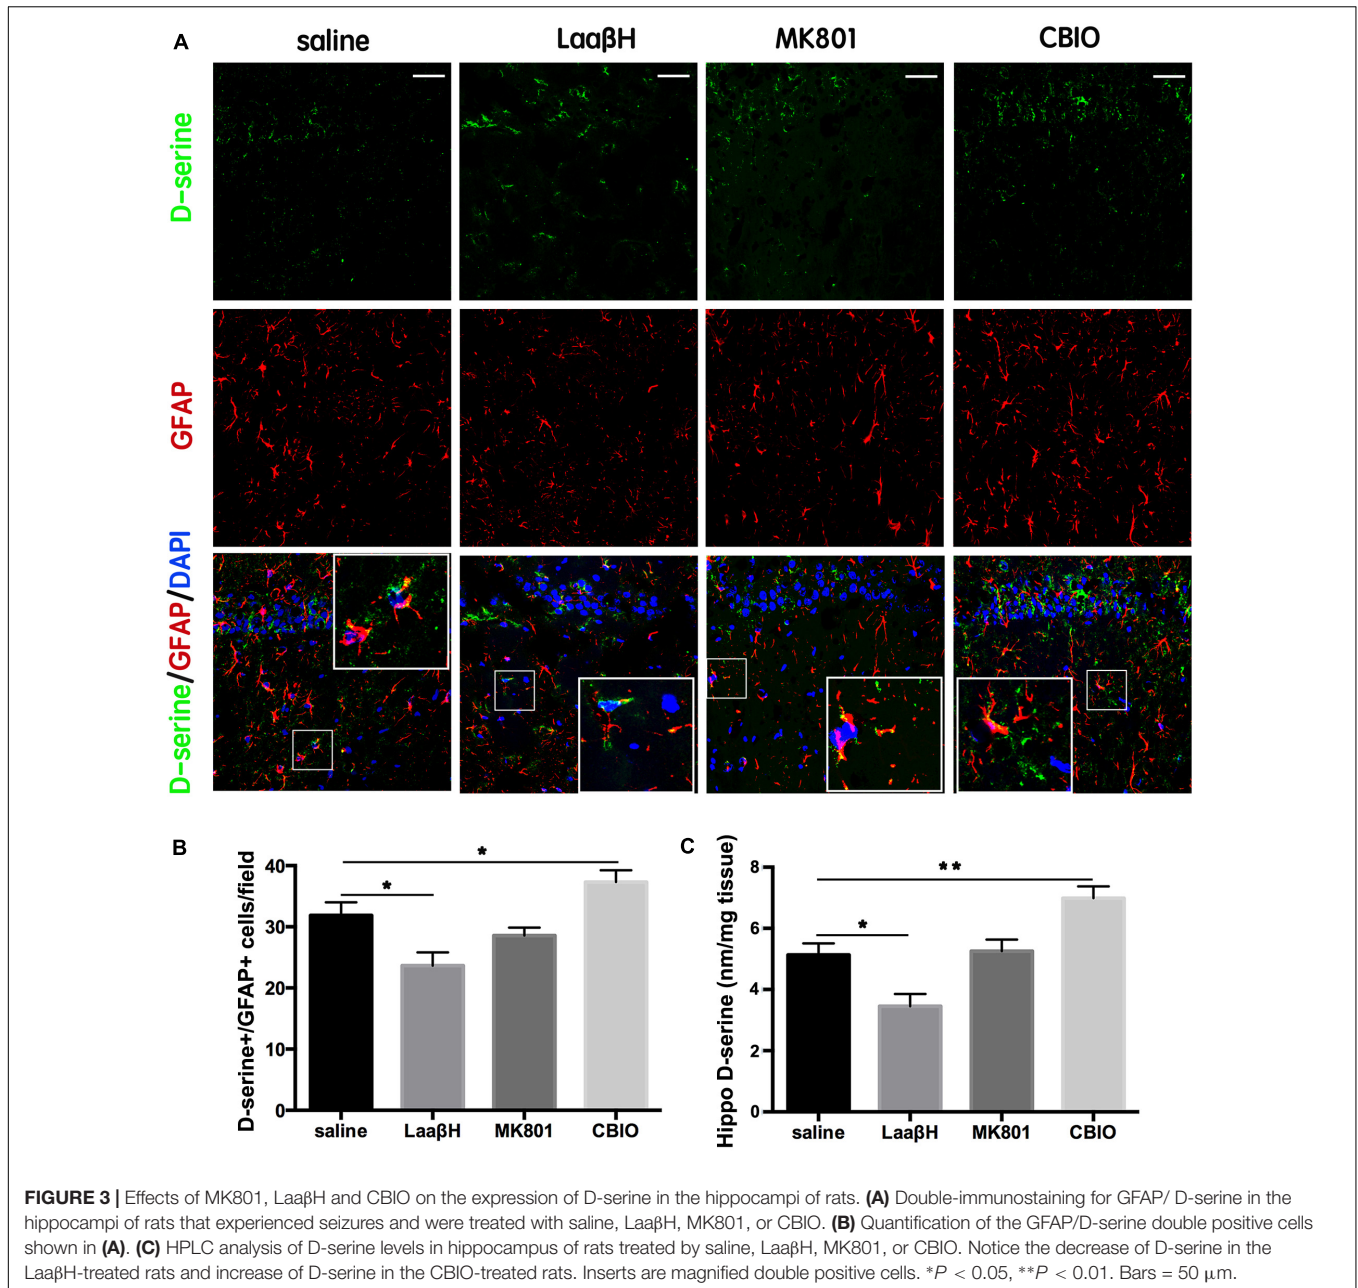 A
saline LaaβH MK801 CBIO
D-serine
GFAP
D-serine/GFAP/DAPI
B
D-serine+/GFAP+ cells/field
40
30
20
10
0
*
*
saline LaaβH MK801 CBIO
C
Hippo D-serine (nm/mg tissue)
8
6
4
2
0
**
*
saline LaaβH MK801 CBIO
FIGURE 3 | Effects of MK801, LaaβH and CBIO on the expression of D-serine in the hippocampi of rats. (A) Double-immunostaining for GFAP/ D-serine in the
hippocampi of rats that experienced seizures and were treated with saline, LaaβH, MK801, or CBIO. (B) Quantification of the GFAP/D-serine double positive cells
shown in (A). (C) HPLC analysis of D-serine levels in hippocampus of rats treated by saline, LaaβH, MK801, or CBIO. Notice the decrease of D-serine in the
LaaβH-treated rats and increase of D-serine in the CBIO-treated rats. Inserts are magnified double positive cells. *P < 0.05, **P < 0.01. Bars = 50 μm.